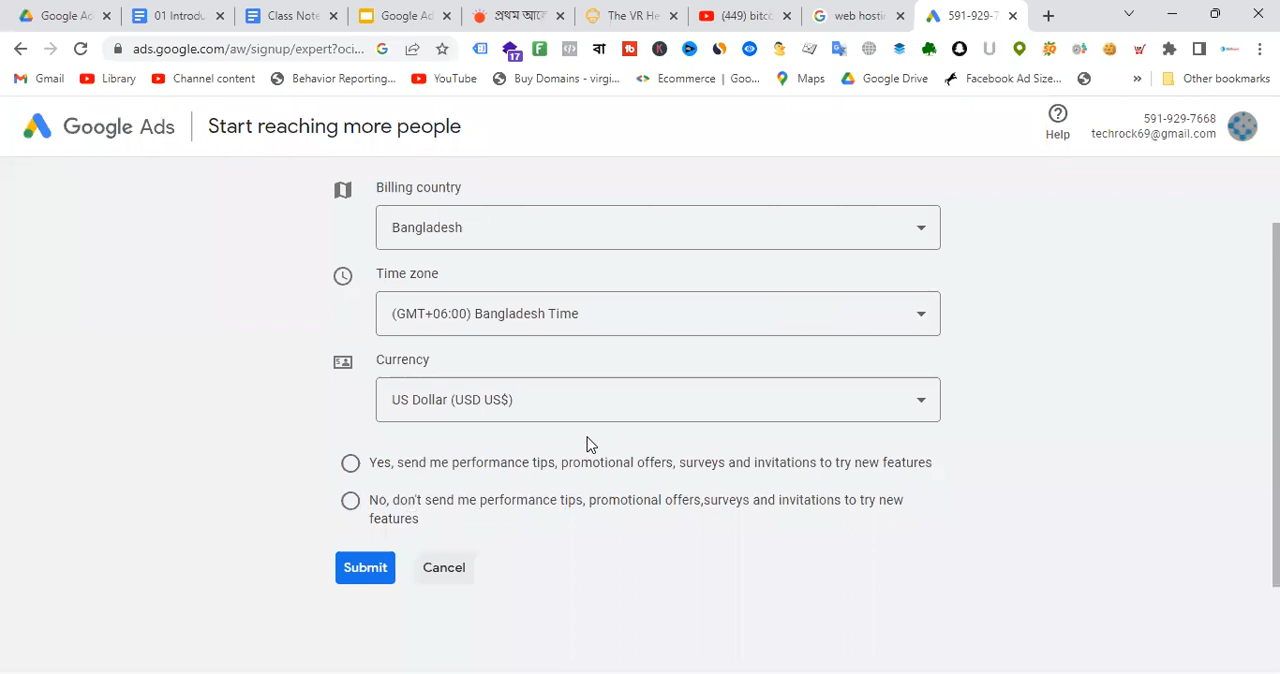 Google Ad
01 Introdu
Class Note
Google Ad
প্রথম আলো
The VR He
(449) bitco
web hostin
591-929-7
ads.google.com/aw/signup/expert?oci...
17
বা
Gmail
Library
Channel content
Behavior Reporting...
YouTube
Buy Domains - virgi...
Ecommerce | Goo...
Maps
Google Drive
Facebook Ad Size...
»
Other bookmarks
Google Ads
Start reaching more people
Help
591-929-7668
techrock69@gmail.com
Billing country
Bangladesh
Time zone
(GMT+06:00) Bangladesh Time
Currency
US Dollar (USD US$)
Yes, send me performance tips, promotional offers, surveys and invitations to try new features
No, don't send me performance tips, promotional offers,surveys and invitations to try new
features
Submit
Cancel